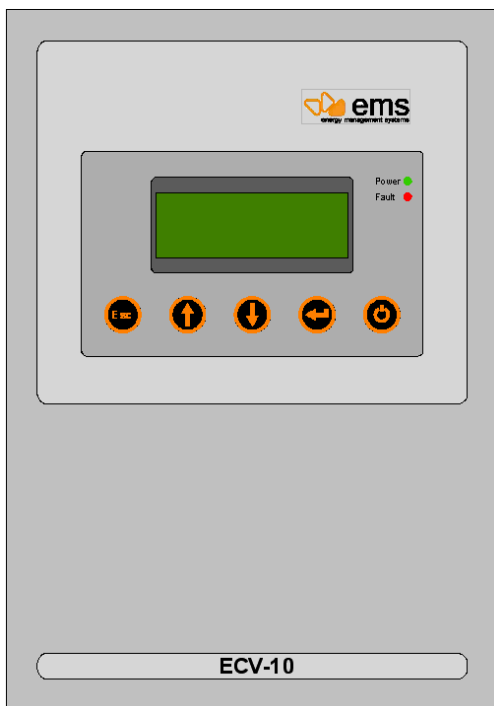 ems
energy management systems
Power
Fault
Esc
ECV-10